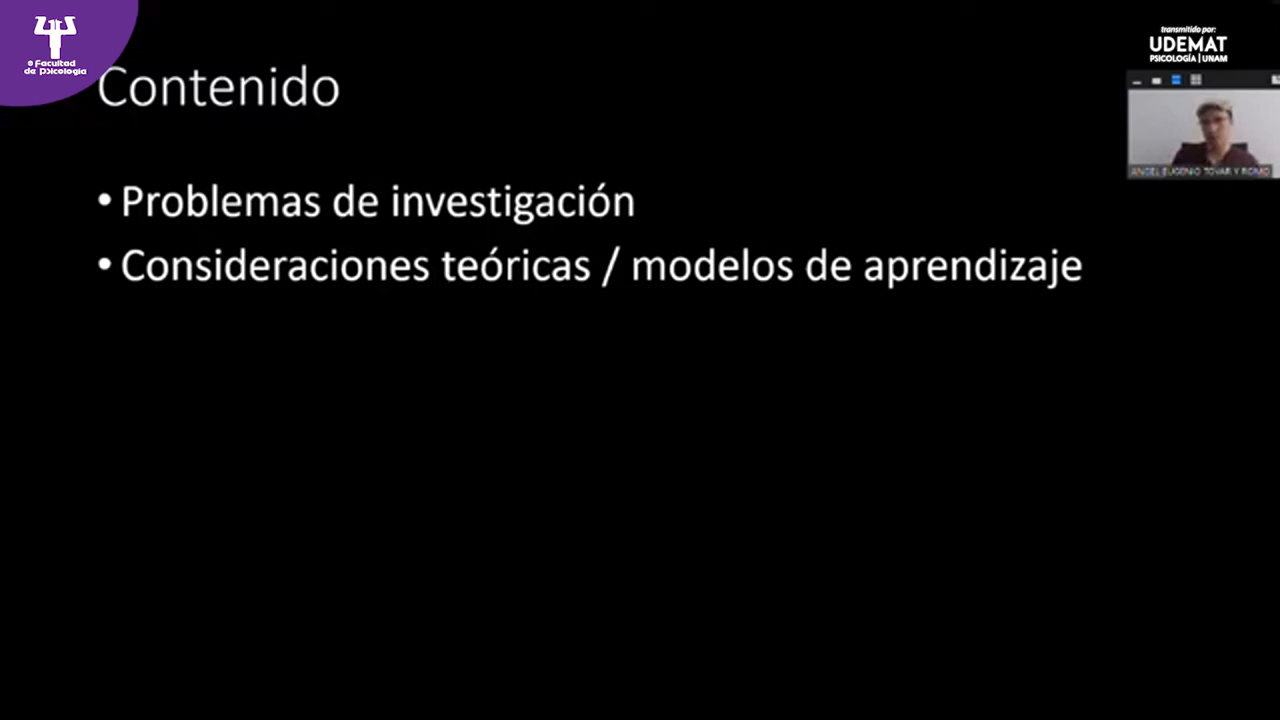 Facultad
de Psicología
transmitido por:
UDEMAT
PSICOLOGÍA | UNAM
Contenido
ANGEL EUGENIO TOVAR Y ROMO
• Problemas de investigación
• Consideraciones teóricas / modelos de aprendizaje